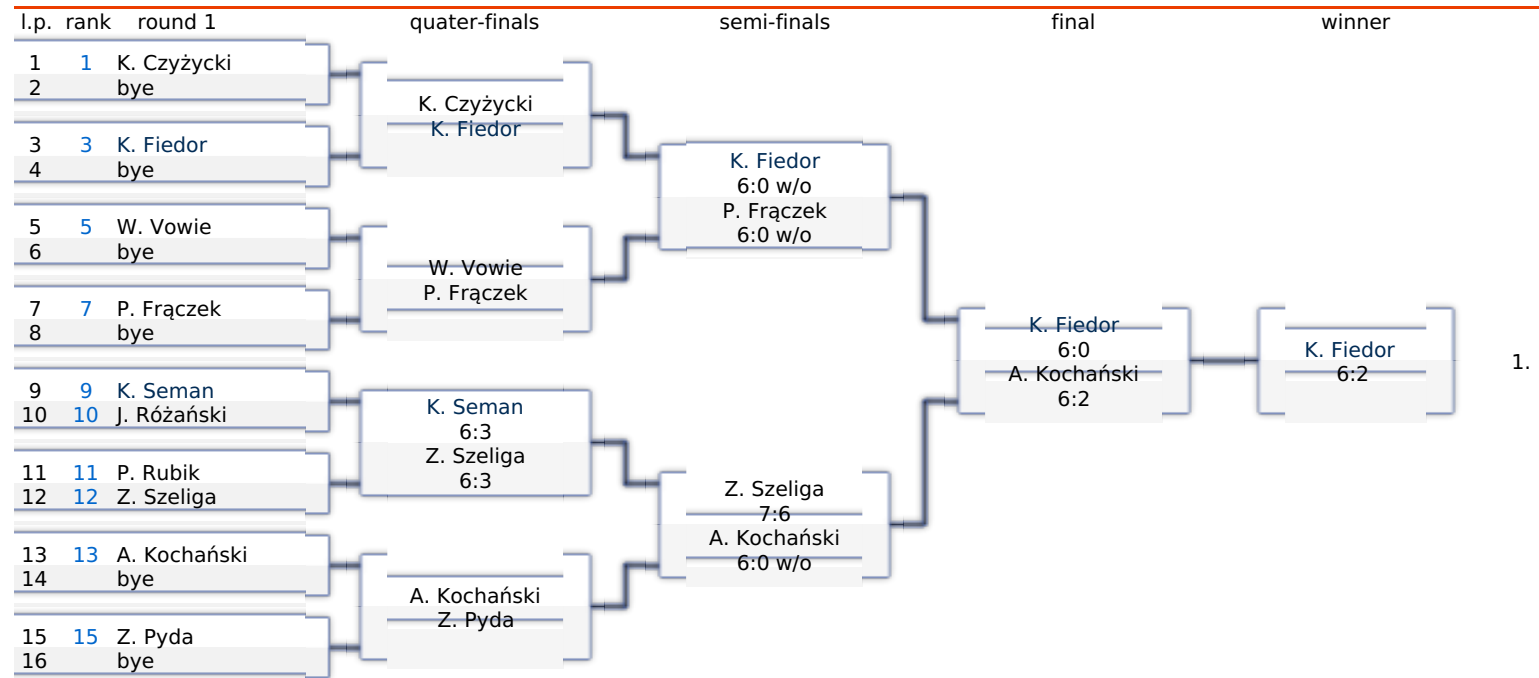 l.p. rank round 1 quater-finals semi-finals final winner
1 1 K. Czyżycki
2 bye
3 3 K. Fiedor
4 bye
5 5 W. Vowie
6 bye
7 7 P. Frączek
8 bye
9 9 K. Seman
10 10 J. Różański
11 11 P. Rubik
12 12 Z. Szeliga
13 13 A. Kochański
14 bye
15 15 Z. Pyda
16 bye
K. Czyżycki
K. Fiedor
W. Vowie
P. Frączek
K. Seman
6:3
Z. Szeliga
6:3
A. Kochański
Z. Pyda
K. Fiedor
6:0 w/o
P. Frączek
6:0 w/o
Z. Szeliga
7:6
A. Kochański
6:0 w/o
K. Fiedor
6:0
A. Kochański
6:2
K. Fiedor
6:2
1.